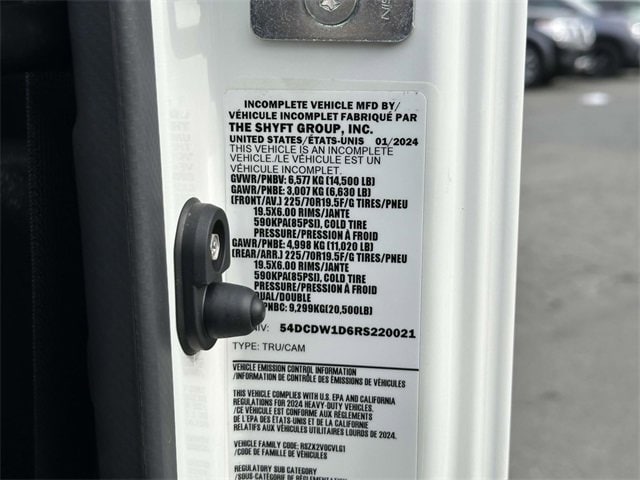 NISS
INCOMPLETE VEHICLE MFD BY/
VÉHICULE INCOMPLET FABRIQUÉ PAR
THE SHYFT GROUP, INC.
UNITED STATES/ÉTATS-UNIS 01/2024
THIS VEHICLE IS AN INCOMPLETE
VEHICLE./LE VÉHICULE EST UN
VÉHICULE INCOMPLET.
GVWR/PNBV: 6,577 KG (14,500 LB)
GAWR/PNBE: 3,007 KG (6,630 LB)
(FRONT/AV.) 225/70R19.5F/G TIRES/PNEU
19.5X6.00 RIMS/JANTE
590KPA(85PSI), COLD TIRE
PRESSURE/PRESSION À FROID
GAWR/PNBE: 4,998 KG (11,020 LB)
(REAR/ARR.) 225/70R19.5F/G TIRES/PNEU
19.5X6.00 RIMS/JANTE
590KPA(85PSI), COLD TIRE
PRESSURE/PRESSION À FROID
DUAL/DOUBLE
/PNBC: 9,299KG(20,500LB)
NIV: 54DCDW1D6RS220021
TYPE: TRU/CAM
VEHICLE EMISSION CONTROL INFORMATION
/INFORMATION DE CONTRÔLE DES ÉMISSIONS DE VÉHICULES
THIS VEHICLE COMPLIES WITH U.S. EPA AND CALIFORNIA
REGULATIONS FOR 2024 HEAVY-DUTY VEHICLES.
/CE VÉHICULE EST CONFORME AUX RÈGLEMENTS
DE L'EPA DES ÉTATS-UNIS ET DE LA CALIFORNIE
RELATIFS AUX VÉHICULES UTILITAIRES LOURDS DE 2024.
VEHICLE FAMILY CODE: RSZX2VOCVLG1
/CODE DE FAMILLE DE VÉHICULES
REGULATORY SUB CATEGORY
/SOUS-CATÉGORIE DE RÉGLEMENTATION